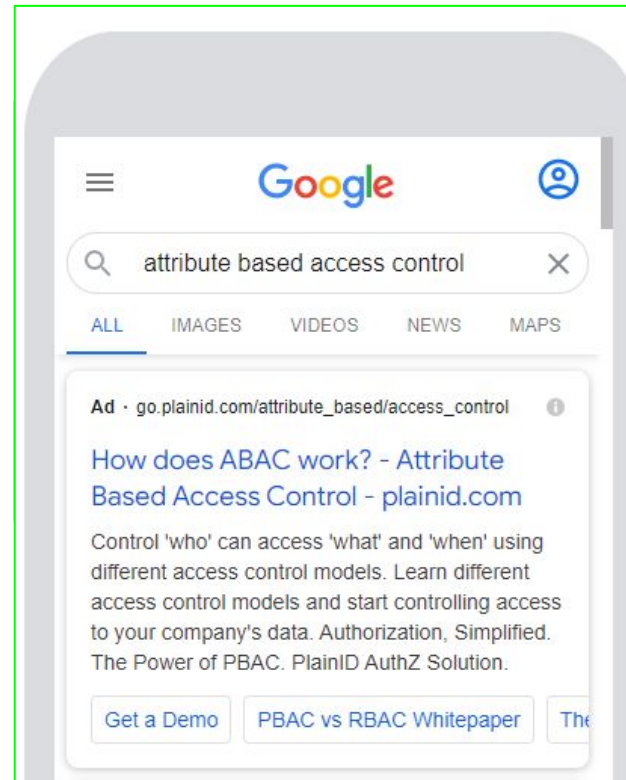 Google
attribute based access control
ALL IMAGES VIDEOS NEWS MAPS
Ad · go.plainid.com/attribute_based/access_control
How does ABAC work? - Attribute
Based Access Control - plainid.com
Control 'who' can access 'what' and 'when' using
different access control models. Learn different
access control models and start controlling access
to your company's data. Authorization, Simplified.
The Power of PBAC. PlainID AuthZ Solution.
Get a Demo PBAC vs RBAC Whitepaper The